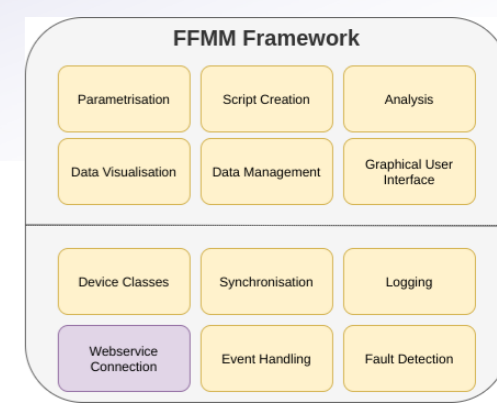 FFMM Framework
Parametrisation
Script Creation
Analysis
Data Visualisation
Data Management
Graphical User
Interface
Device Classes
Synchronisation
Logging
Webservice
Connection
Event Handling
Fault Detection